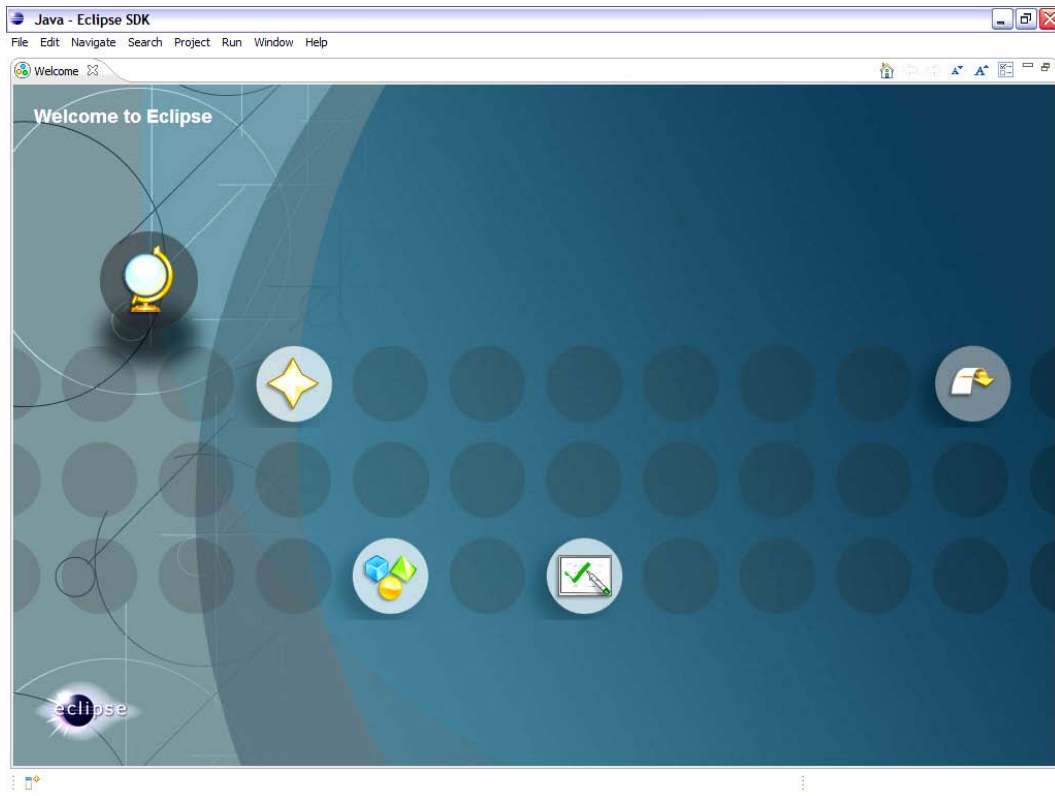 Java - Eclipse SDK
File Edit Navigate Search Project Run Window Help
Welcome
Welcome to Eclipse
eclipse